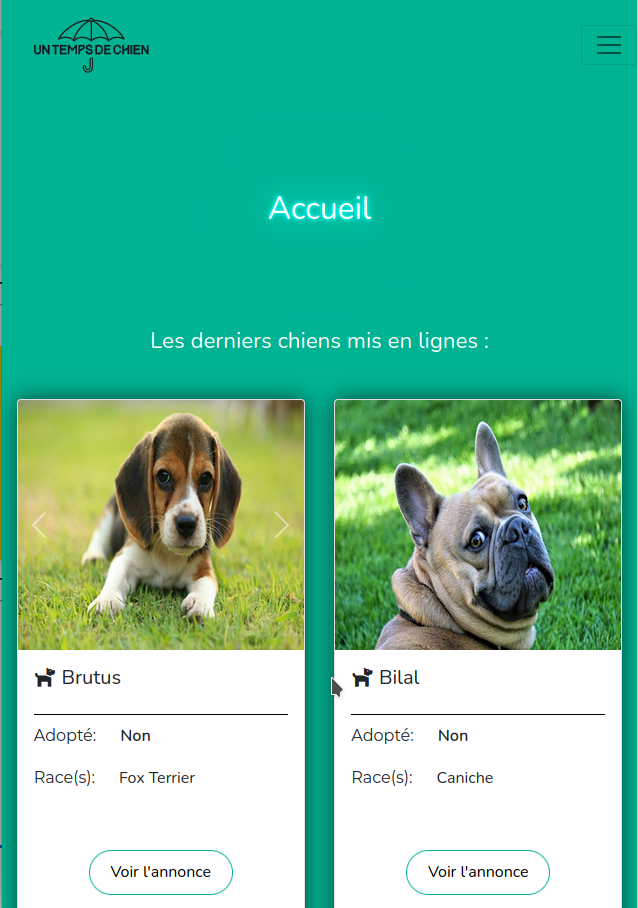 UN TEMPS DE CHIEN
Accueil
Les derniers chiens mis en lignes :
Brutus
Adopté: Non
Race(s): Fox Terrier
Voir l'annonce
Bilal
Adopté: Non
Race(s): Caniche
Voir l'annonce